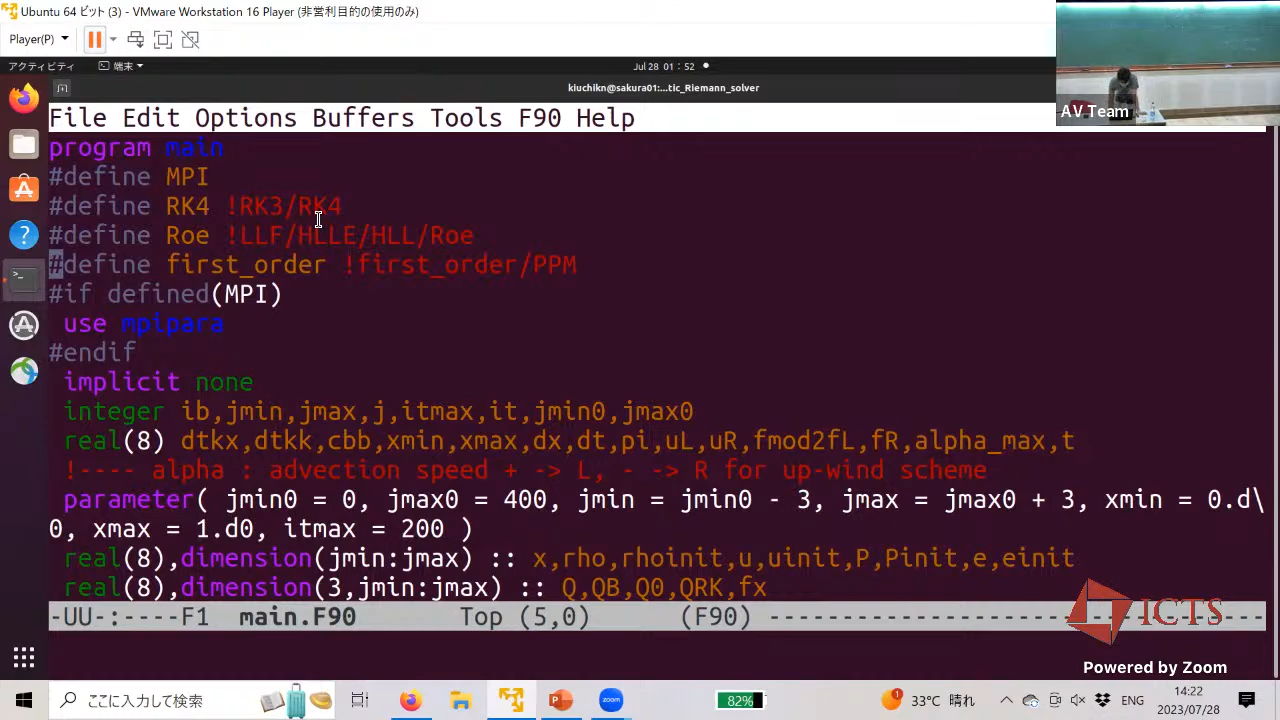 Ubuntu 64 ビット (3) - VMware Workstation 16 Player (非営利目的の使用のみ)
Player(P)
アクティビティ
端末
Jul 28 01:52
kiuchikn@sakura01:...tic_Riemann_solver
AV Team
File Edit Options Buffers Tools F90 Help
program main
#define MPI
#define RK4 !RK3/RK4
#define Roe !LLF/HLLE/HLL/Roe
#define first_order !first_order/PPM
#if defined(MPI)
use mpipara
#endif
implicit none
integer ib,jmin,jmax,j,itmax,it,jmin0,jmax0
real(8) dtkx,dtkk,cbb,xmin,xmax,dx,dt,pi,uL,uR,fmod2fL,fR,alpha_max,t
!---- alpha : advection speed + -> L, - -> R for up-wind scheme
parameter( jmin0 = 0, jmax0 = 400, jmin = jmin0 - 3, jmax = jmax0 + 3, xmin = 0.d\
0, xmax = 1.d0, itmax = 200 )
real(8),dimension(jmin:jmax) :: x,rho,rhoinit,u,uinit,P,Pinit,e,einit
real(8),dimension(3,jmin:jmax) :: Q,QB,Q0,QRK,fx
-UU-:----F1 main.F90 Top (5,0) (F90) ----------------------------------
ICTS
Powered by Zoom
ここに入力して検索
zoom
82%
1
33°C 晴れ
ENG
14:22
2023/07/28